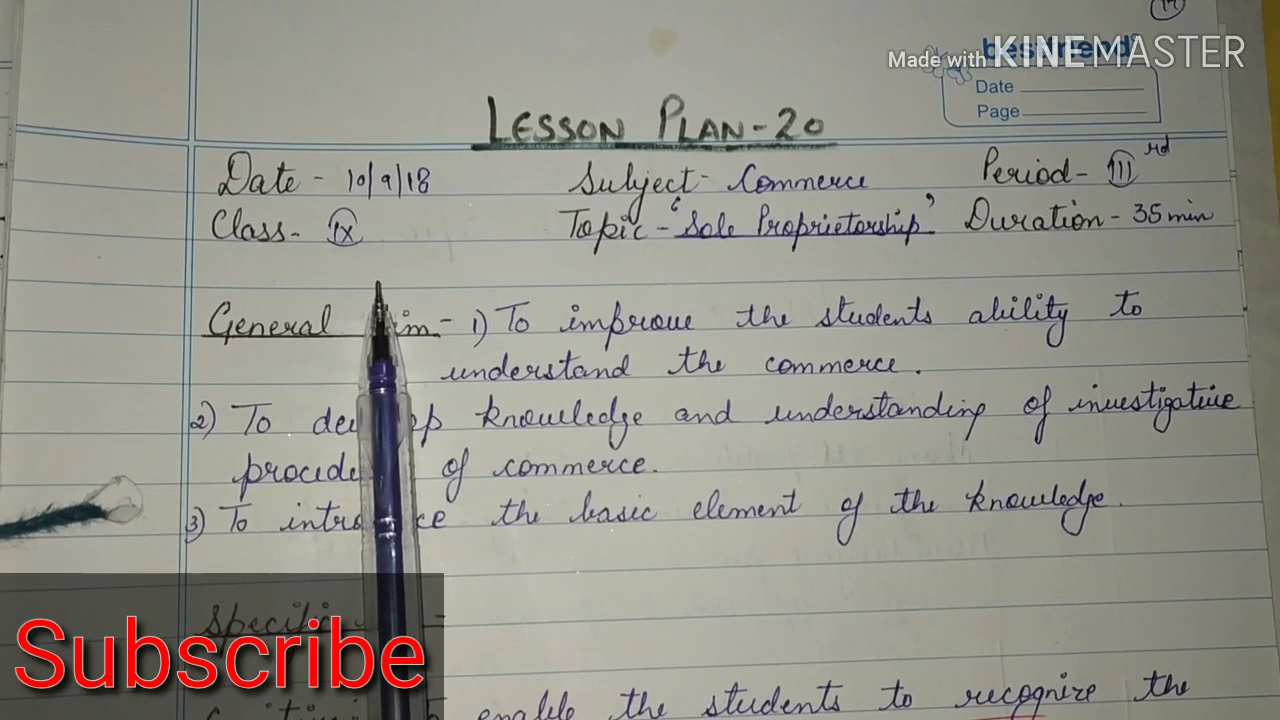 17
bestfriend
Made with KINEMASTER
Date
Page
LESSON PLAN-20
Date - 10/9/18 Subject- Commerce Period- III rd
Class- IX Topic- 'Sole Proprietorship' Duration - 35 min
General - 1) To improve the students ability to
understand the commerce.
2) To knowledge and understanding of investigative
of commerce.
3) To the basic element of the knowledge.
Specific -
enable the students to recognize the
Subscribe